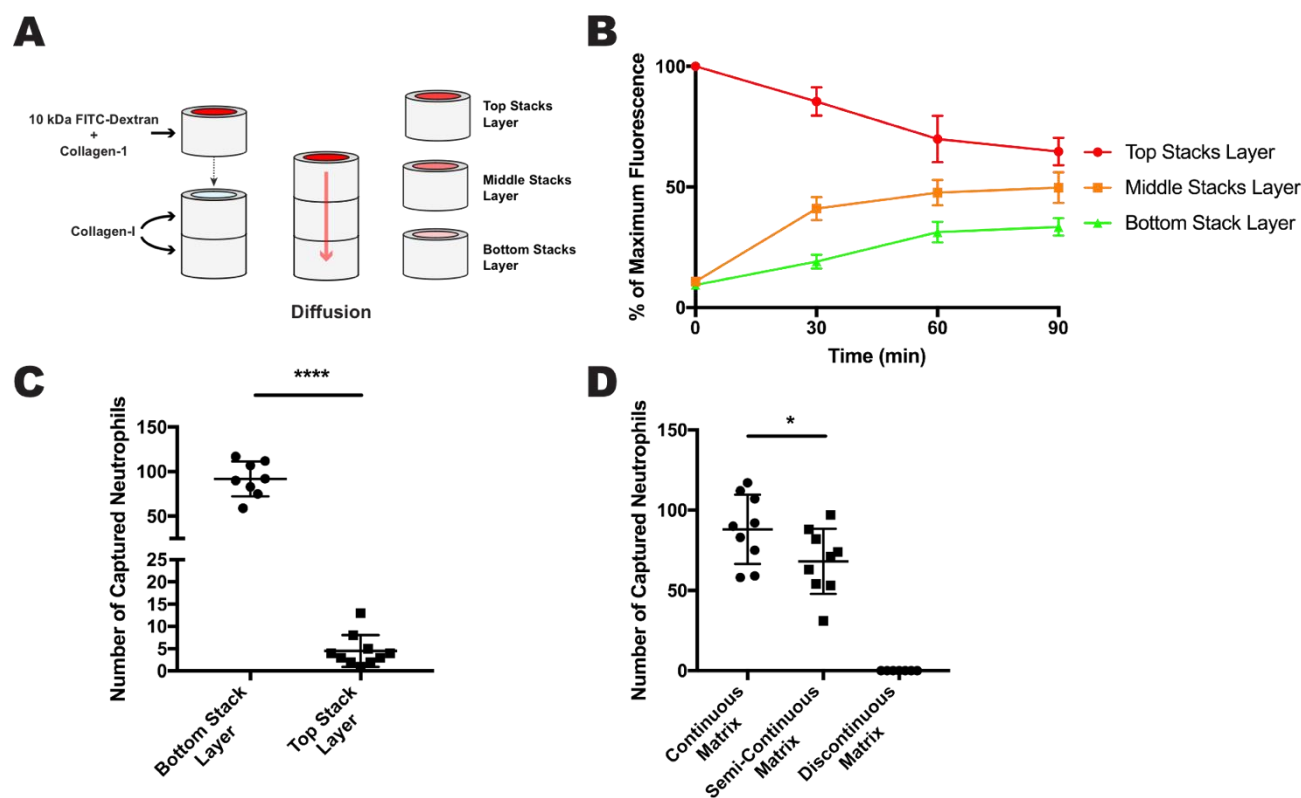 A
10 kDa FITC-Dextran
+
Collagen-1
Collagen-I
Top Stacks
Layer
Middle Stacks
Layer
Bottom Stacks
Layer
Diffusion
B
% of Maximum Fluorescence
100
50
0
0 30 60 90
Time (min)
Top Stacks Layer
Middle Stacks Layer
Bottom Stack Layer
C
****
Number of Captured Neutrophils
150
100
50
25
20
15
10
5
0
Bottom Stack
Layer
Top Stack
Layer
D
*
Number of Captured Neutrophils
150
100
50
0
Continuous
Matrix
Semi-Continuous
Matrix
Discontinuous
Matrix